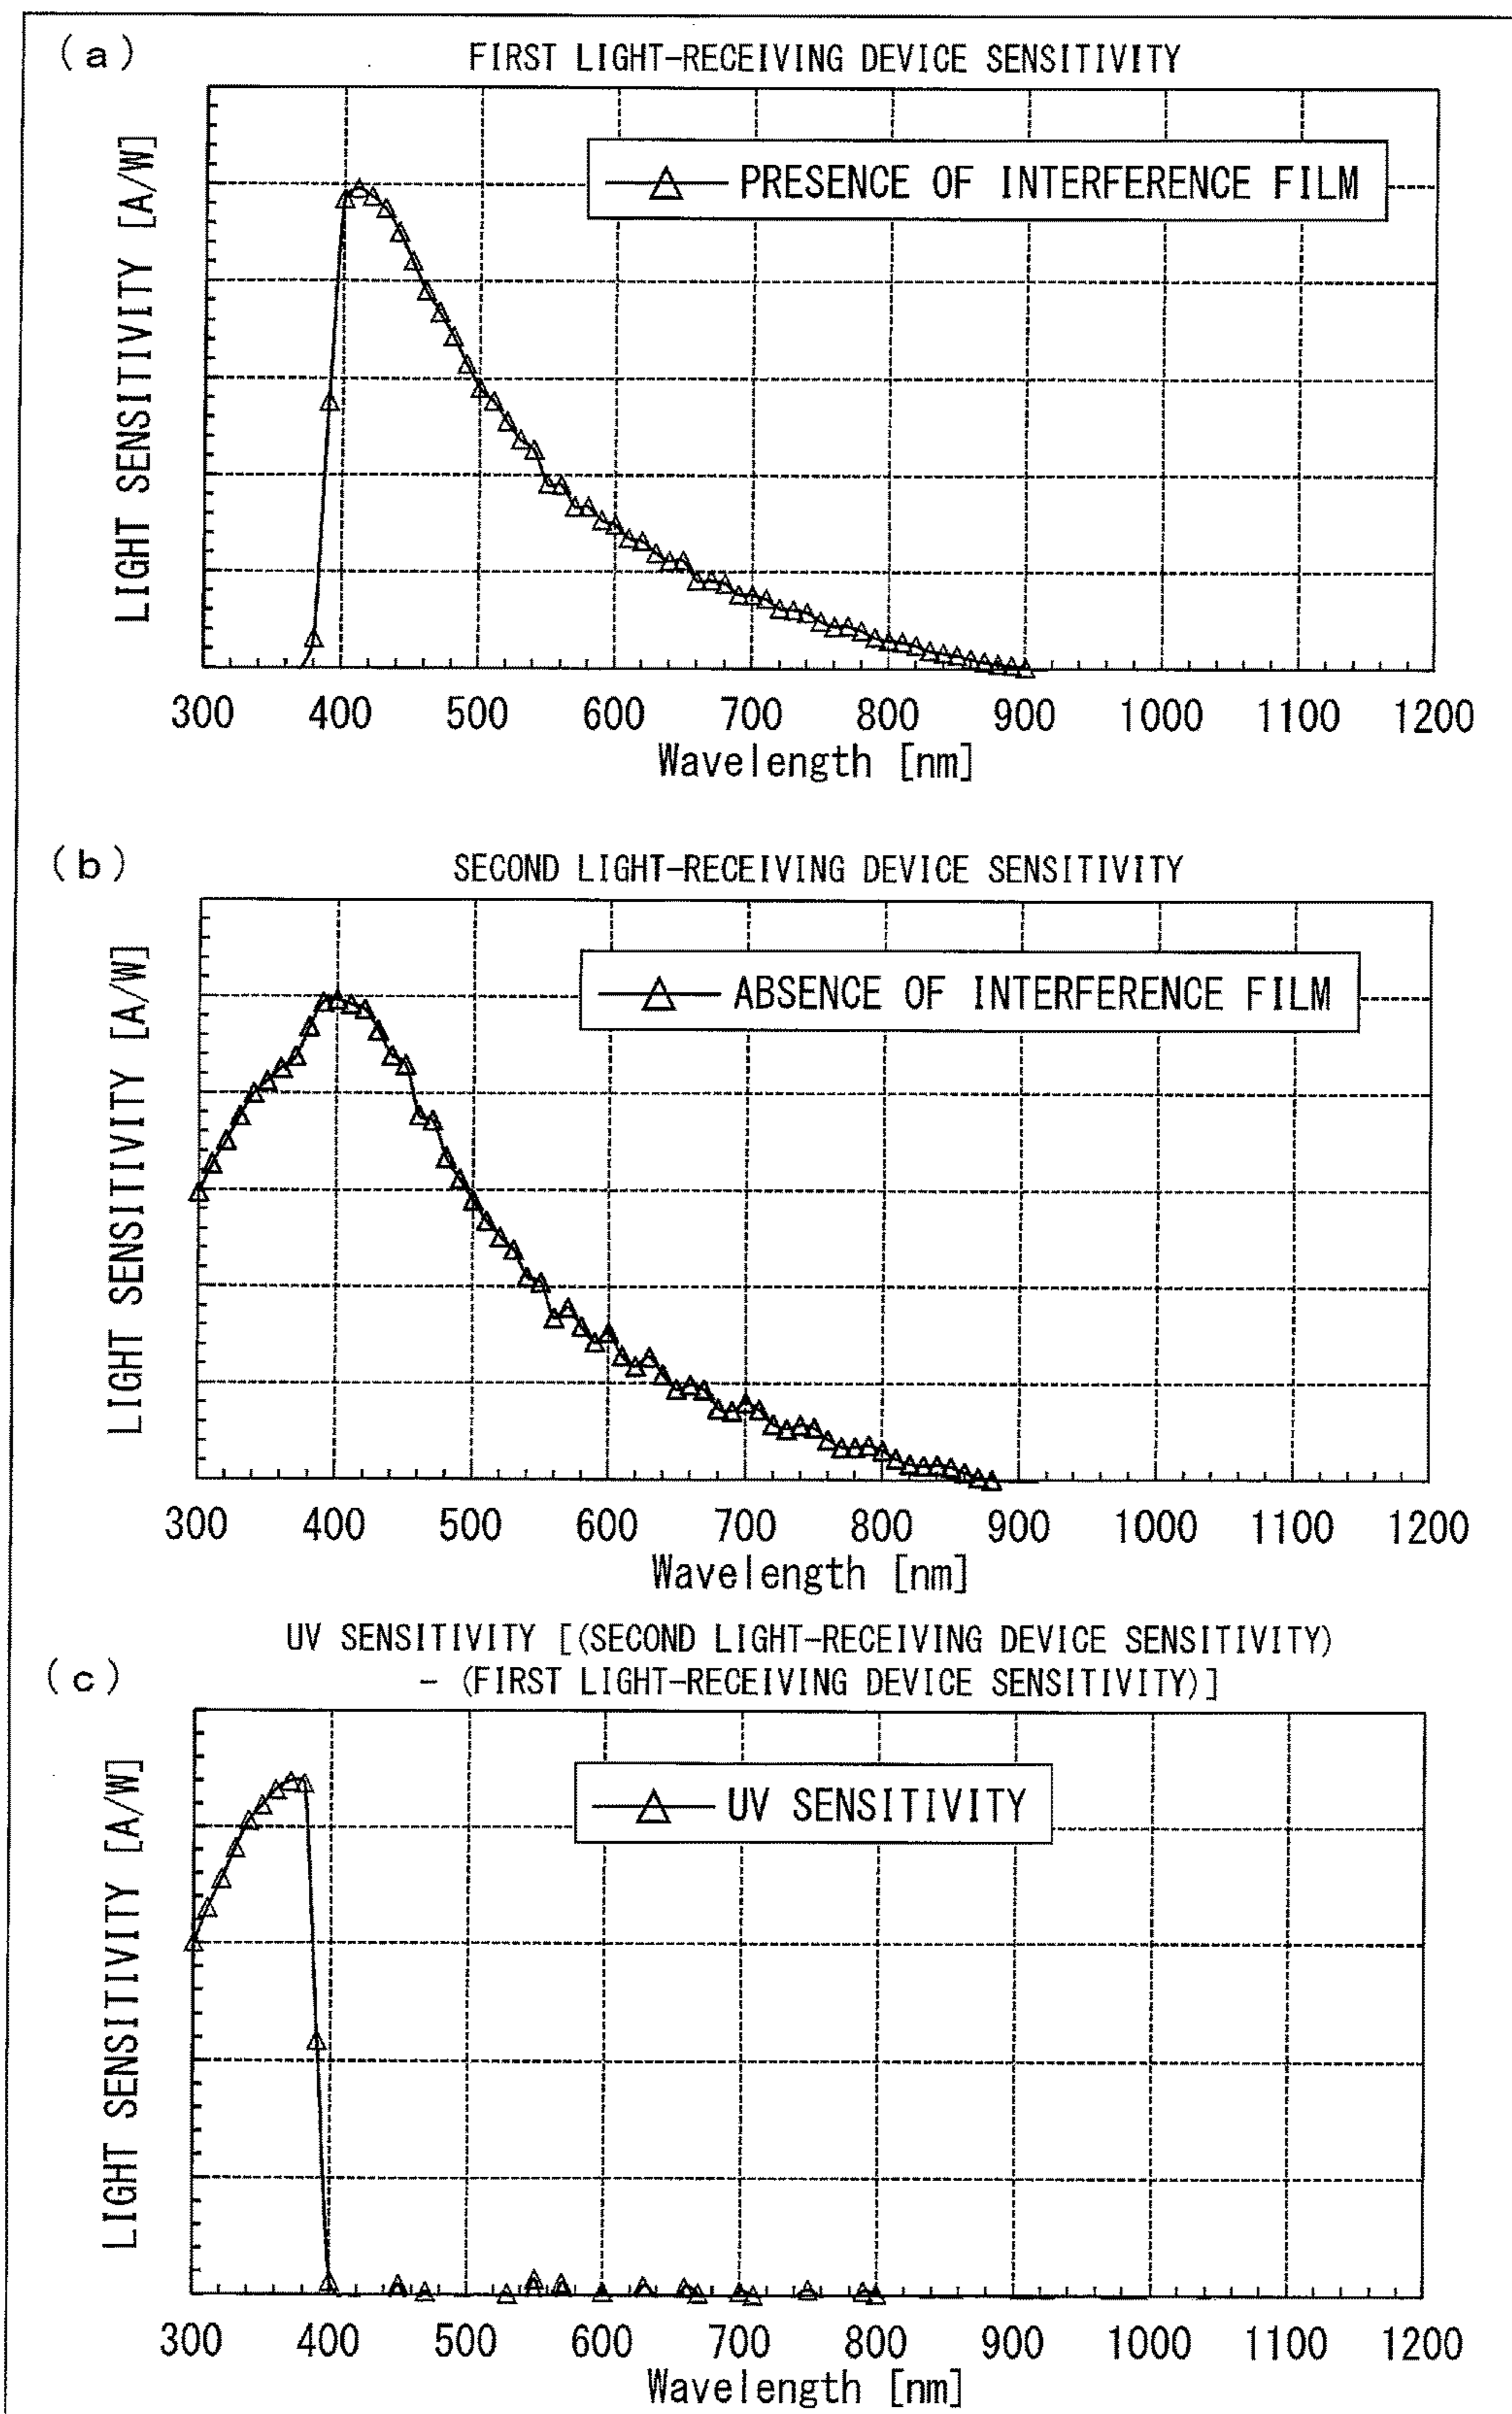 (a)
FIRST LIGHT-RECEIVING DEVICE SENSITIVITY
LIGHT SENSITIVITY [A/W]
PRESENCE OF INTERFERENCE FILM
300 400 500 600 700 800 900 1000 1100 1200
Wavelength [nm]
(b)
SECOND LIGHT-RECEIVING DEVICE SENSITIVITY
LIGHT SENSITIVITY [A/W]
ABSENCE OF INTERFERENCE FILM
300 400 500 600 700 800 900 1000 1100 1200
Wavelength [nm]
(c)
UV SENSITIVITY [(SECOND LIGHT-RECEIVING DEVICE SENSITIVITY)
- (FIRST LIGHT-RECEIVING DEVICE SENSITIVITY)]
LIGHT SENSITIVITY [A/W]
UV SENSITIVITY
300 400 500 600 700 800 900 1000 1100 1200
Wavelength [nm]